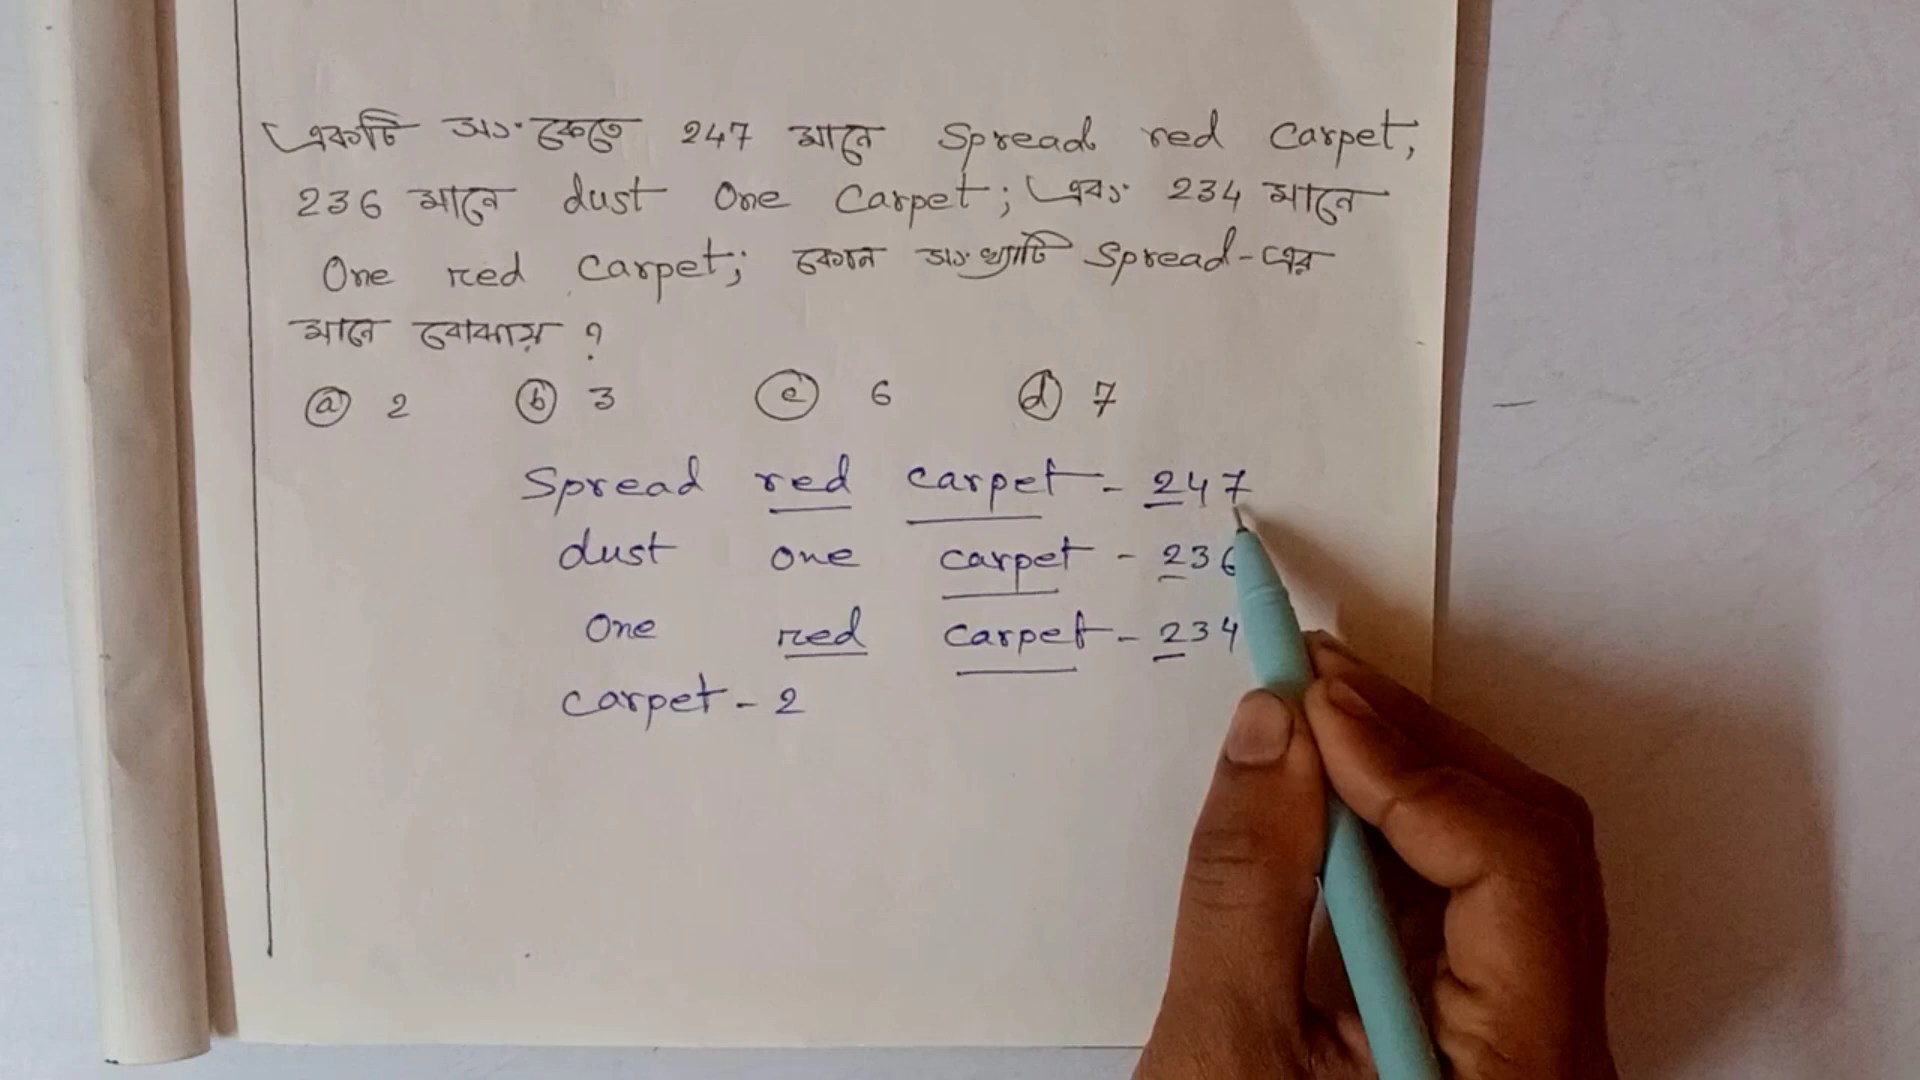 একটি সংকেতে 247 মানে Spread red carpet,
236 মানে dust One Carpet; এবং 234 মানে
One red Carpet; কোন সংখ্যাটি Spread-এর
মানে বোঝায় ?
ⓐ 2 ⓑ 3 ⓒ 6 ⓓ 7
Spread red carpet - 247
dust one carpet - 236
One red carpet - 234
carpet - 2